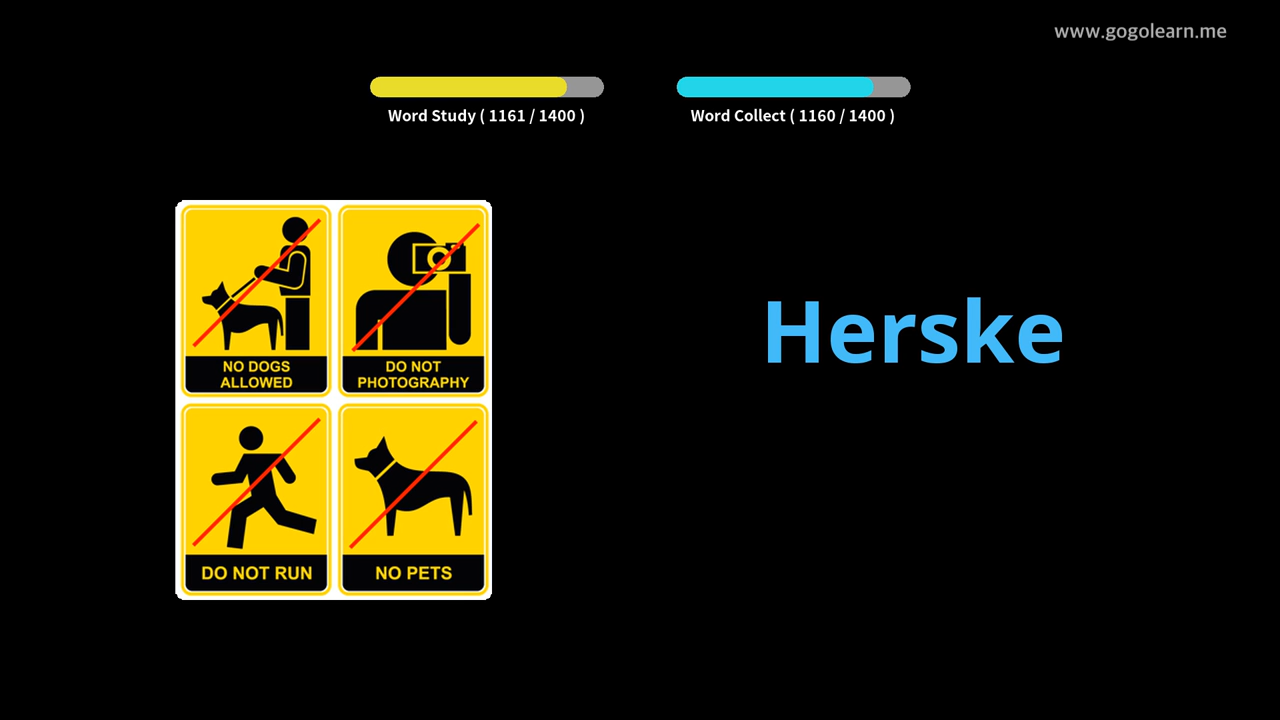 www.gogolearn.me
Word Study ( 1161 / 1400 )
Word Collect ( 1160 / 1400 )
NO DOGS
ALLOWED
DO NOT
PHOTOGRAPHY
DO NOT RUN
NO PETS
Herske